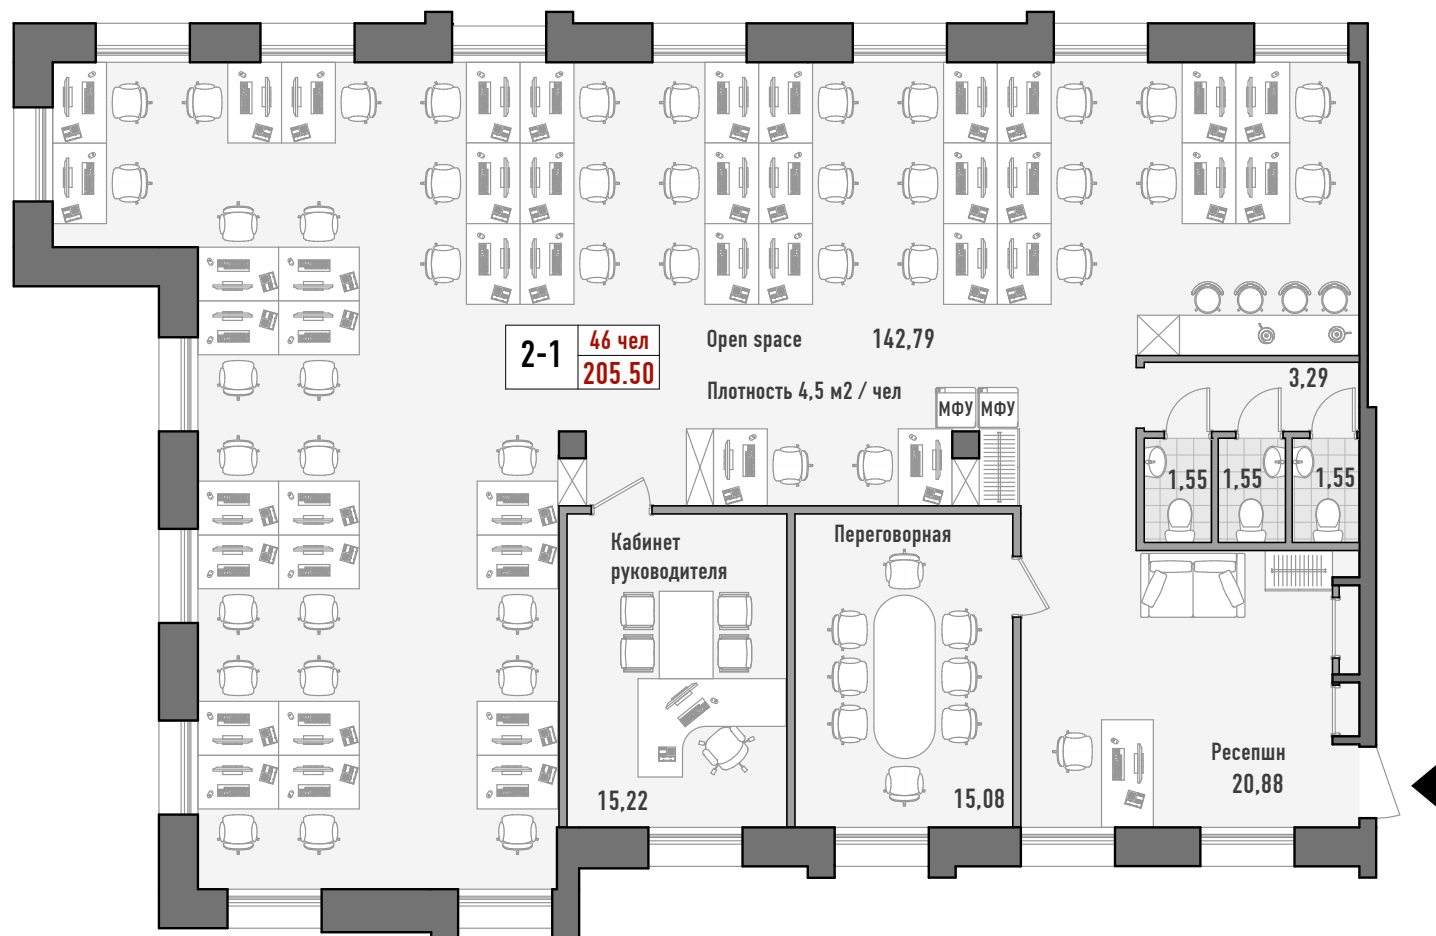 2-1
46 чел
205.50
Open space 142,79
Плотность 4,5 м2 / чел
МФУ МФУ
3,29
1,55 1,55 1,55
Кабинет
руководителя
15,22
Переговорная
15,08
Ресепшн
20,88